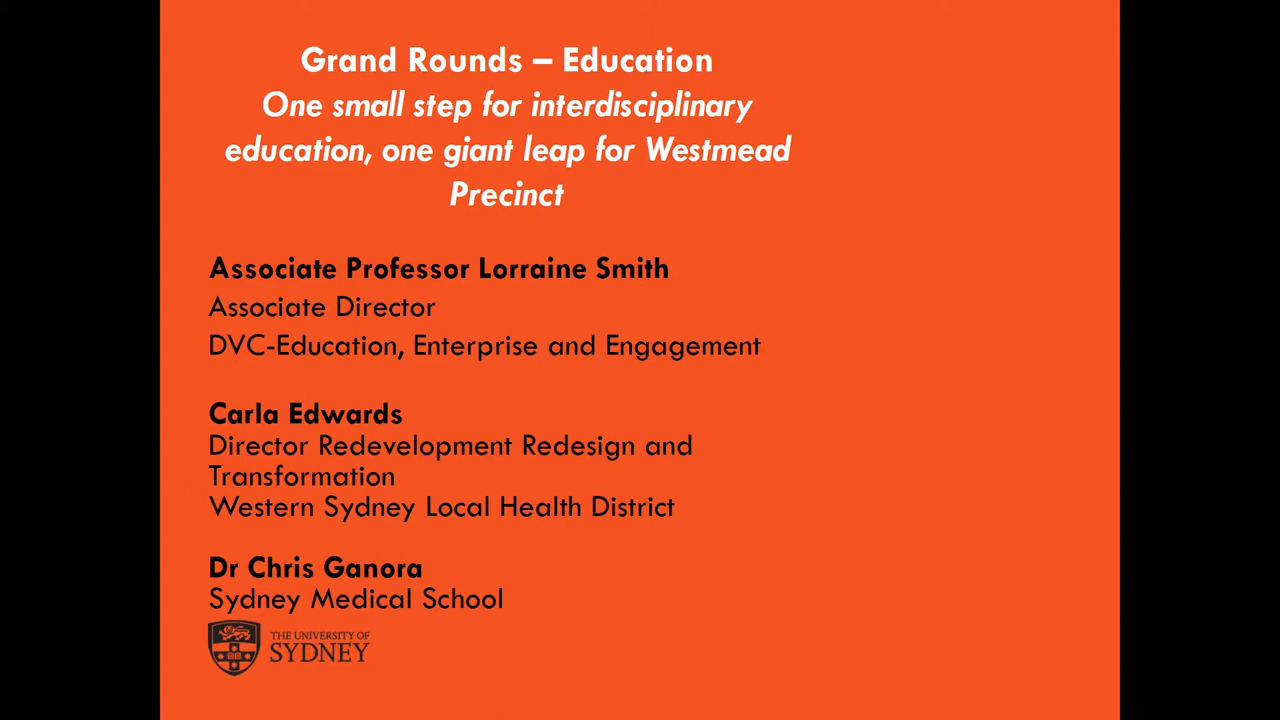 Grand Rounds – Education
One small step for interdisciplinary
education, one giant leap for Westmead
Precinct
Associate Professor Lorraine Smith
Associate Director
DVC-Education, Enterprise and Engagement
Carla Edwards
Director Redevelopment Redesign and
Transformation
Western Sydney Local Health District
Dr Chris Ganora
Sydney Medical School
THE UNIVERSITY OF
SYDNEY